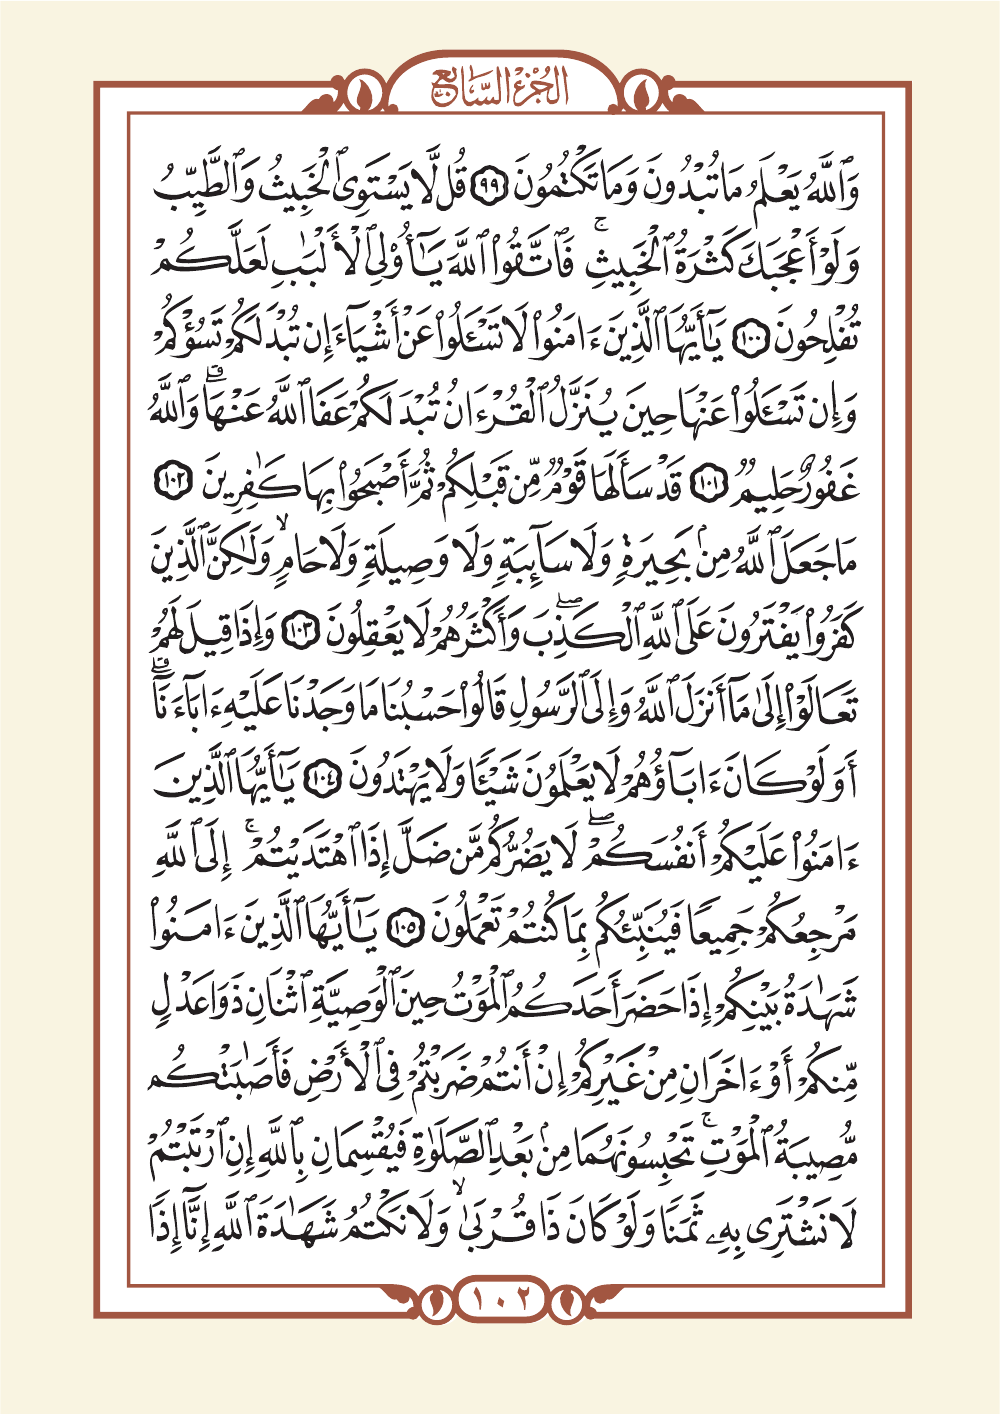 الجزء السابع
وَٱللَّهُ يَعْلَمُ مَا تُبْدُونَ وَمَا تَكْتُمُونَ ٩٩ قُل لَّا يَسْتَوِى ٱلْخَبِيثُ وَٱلطَّيِّبُ
وَلَوْ أَعْجَبَكَ كَثْرَةُ ٱلْخَبِيثِۚ فَٱتَّقُوا۟ ٱللَّهَ يَـٰٓأُو۟لِى ٱلْأَلْبَـٰبِ لَعَلَّكُمْ
تُفْلِحُونَ ١٠٠ يَـٰٓأَيُّهَا ٱلَّذِينَ ءَامَنُوا۟ لَا تَسْـَٔلُوا۟ عَنْ أَشْيَآءَ إِن تُبْدَ لَكُمْ تَسُؤْكُمْ
وَإِن تَسْـَٔلُوا۟ عَنْهَا حِينَ يُنَزَّلُ ٱلْقُرْءَانُ تُبْدَ لَكُمْ عَفَا ٱللَّهُ عَنْهَاۗ وَٱللَّهُ
غَفُورٌ حَلِيمٌ ١٠١ قَدْ سَأَلَهَا قَوْمٌ مِّن قَبْلِكُمْ ثُمَّ أَصْبَحُوا۟ بِهَا كَـٰفِرِينَ ١٠٢
مَا جَعَلَ ٱللَّهُ مِنۢ بَحِيرَةٍ وَلَا سَآئِبَةٍ وَلَا وَصِيلَةٍ وَلَا حَامٍۙ وَلَـٰكِنَّ ٱلَّذِينَ
كَفَرُوا۟ يَفْتَرُونَ عَلَى ٱللَّهِ ٱلْكَذِبَۖ وَأَكْثَرُهُمْ لَا يَعْقِلُونَ ١٠٣ وَإِذَا قِيلَ لَهُمْ
تَعَالَوْا۟ إِلَىٰ مَآ أَنزَلَ ٱللَّهُ وَإِلَى ٱلرَّسُولِ قَالُوا۟ حَسْبُنَا مَا وَجَدْنَا عَلَيْهِ ءَابَآءَنَآۗ
أَوَلَوْ كَانَ ءَابَآؤُهُمْ لَا يَعْلَمُونَ شَيْـًٔا وَلَا يَهْتَدُونَ ١٠٤ يَـٰٓأَيُّهَا ٱلَّذِينَ
ءَامَنُوا۟ عَلَيْكُمْ أَنفُسَكُمْۖ لَا يَضُرُّكُم مَّن ضَلَّ إِذَا ٱهْتَدَيْتُمْۚ إِلَى ٱللَّهِ
مَرْجِعُكُمْ جَمِيعًا فَيُنَبِّئُكُم بِمَا كُنتُمْ تَعْمَلُونَ ١٠٥ يَـٰٓأَيُّهَا ٱلَّذِينَ ءَامَنُوا۟
شَهَـٰدَةُ بَيْنِكُمْ إِذَا حَضَرَ أَحَدَكُمُ ٱلْمَوْتُ حِينَ ٱلْوَصِيَّةِ ٱثْنَانِ ذَوَا عَدْلٍ
مِّنكُمْ أَوْ ءَاخَرَانِ مِنْ غَيْرِكُمْ إِنْ أَنتُمْ ضَرَبْتُمْ فِى ٱلْأَرْضِ فَأَصَـٰبَتْكُم
مُّصِيبَةُ ٱلْمَوْتِۚ تَحْبِسُونَهُمَا مِنۢ بَعْدِ ٱلصَّلَوٰةِ فَيُقْسِمَانِ بِٱللَّهِ إِنِ ٱرْتَبْتُمْ
لَا نَشْتَرِى بِهِۦ ثَمَنًا وَلَوْ كَانَ ذَا قُرْبَىٰۙ وَلَا نَكْتُمُ شَهَـٰدَةَ ٱللَّهِ إِنَّآ إِذًا
١٠٢